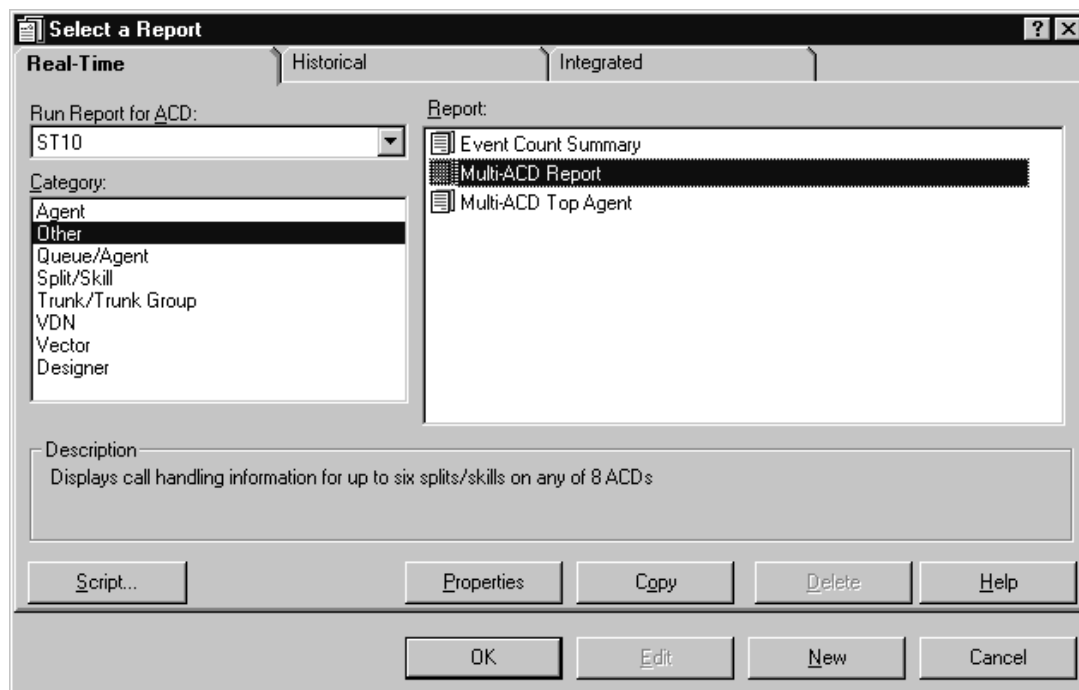 Select a Report
Real-Time
Historical
Integrated
Run Report for ACD:
ST10
Category:
Agent
Other
Queue/Agent
Split/Skill
Trunk/Trunk Group
VDN
Vector
Designer
Report:
Event Count Summary
Multi-ACD Report
Multi-ACD Top Agent
Description
Displays call handling information for up to six splits/skills on any of 8 ACDs
Script...
Properties
Copy
Delete
Help
OK
Edit
New
Cancel